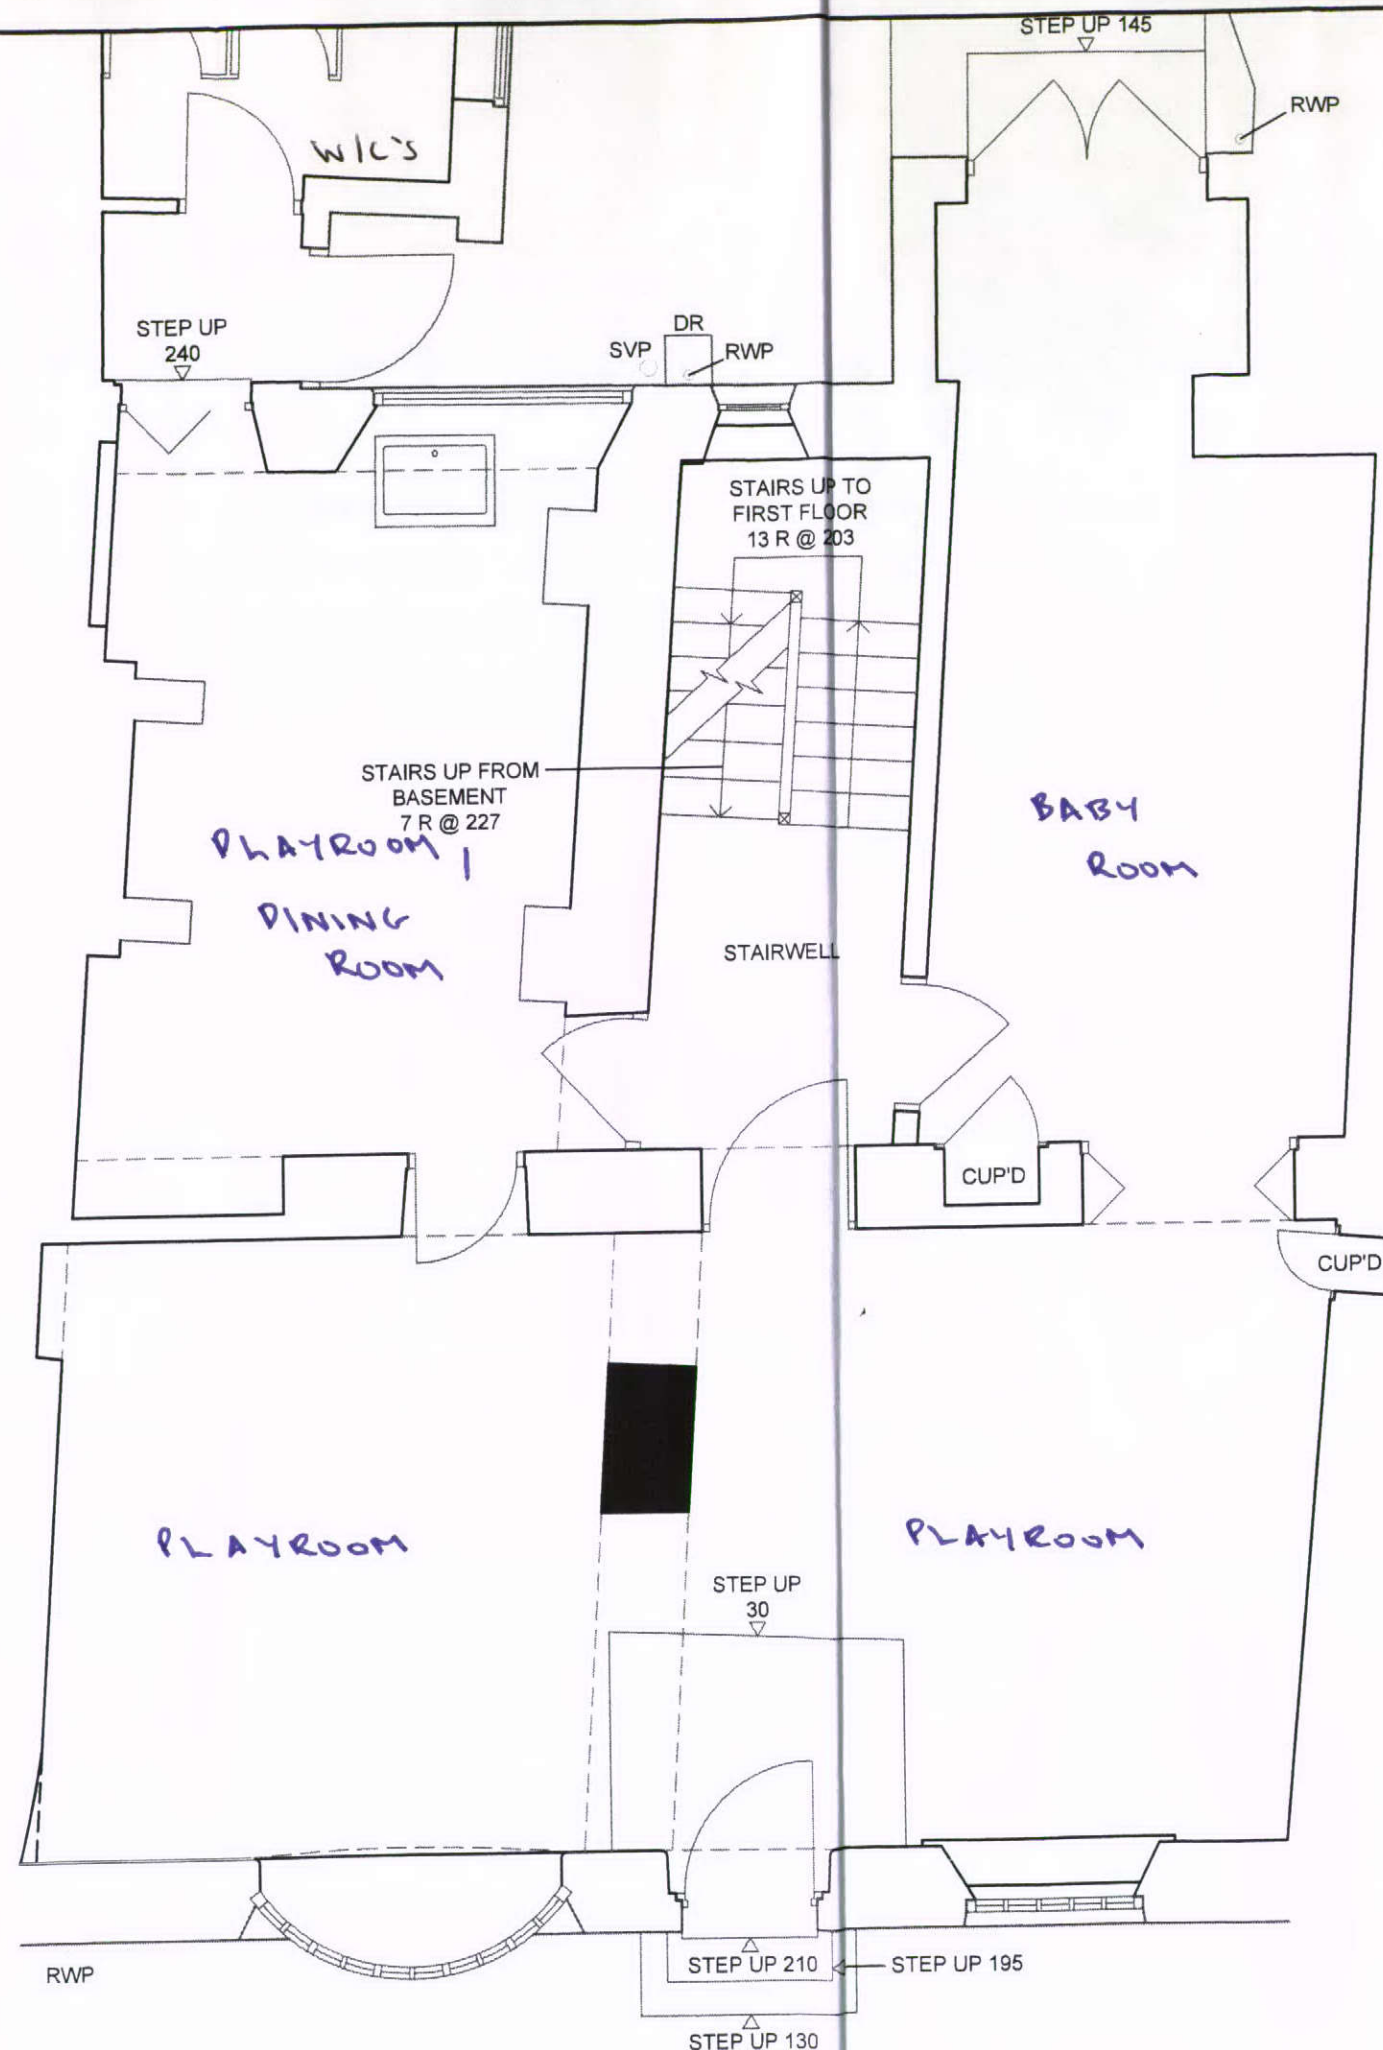 STEP UP 145
RWP
W/C'S
STEP UP
240
DR
SVP
RWP
STAIRS UP TO
FIRST FLOOR
13 R @ 203
STAIRS UP FROM
BASEMENT
7 R @ 227
PLAYROOM /
DINING
ROOM
BABY
ROOM
STAIRWELL
CUP'D
CUP'D
PLAYROOM
PLAYROOM
STEP UP
30
RWP
STEP UP 210
STEP UP 195
STEP UP 130